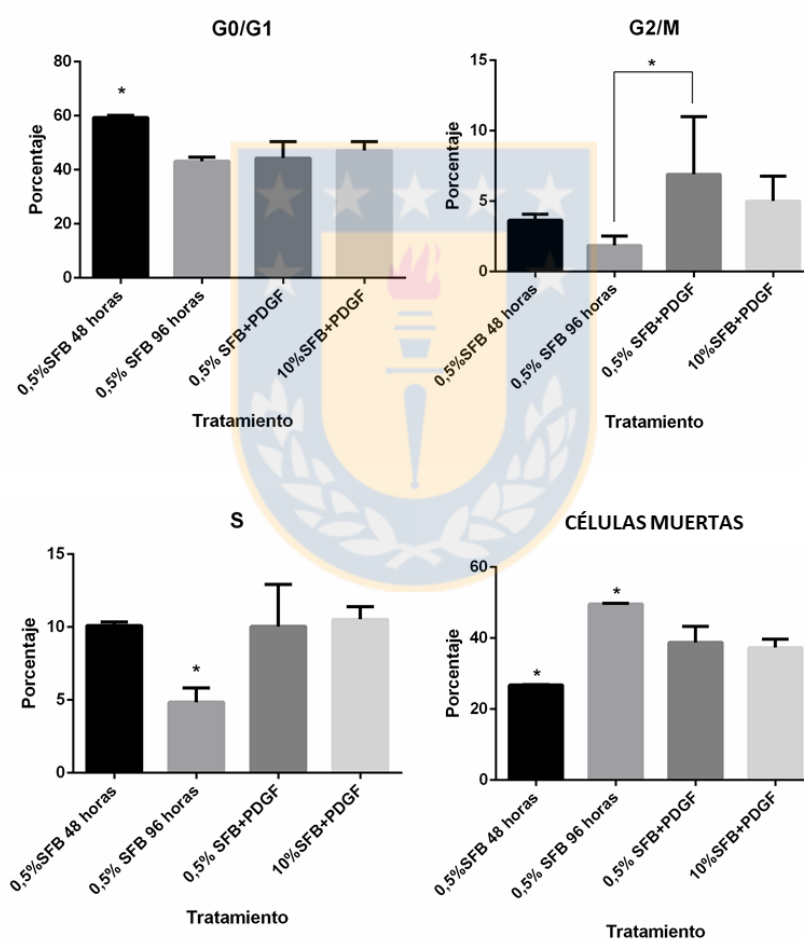 G0/G1
80
60
40
20
0
*
Porcentaje
0,5%SFB 48 horas
0,5% SFB 96 horas
0,5% SFB+PDGF
10%SFB+PDGF
Tratamiento
G2/M
15
10
5
0
*
Porcentaje
0,5%SFB 48 horas
0,5% SFB 96 horas
0,5% SFB+PDGF
10%SFB+PDGF
Tratamiento
S
15
10
5
0
*
Porcentaje
0,5%SFB 48 horas
0,5% SFB 96 horas
0,5% SFB+PDGF
10%SFB+PDGF
Tratamiento
CÉLULAS MUERTAS
60
40
20
0
*
*
Porcentaje
0,5%SFB 48 horas
0,5% SFB 96 horas
0,5% SFB+PDGF
10%SFB+PDGF
Tratamiento